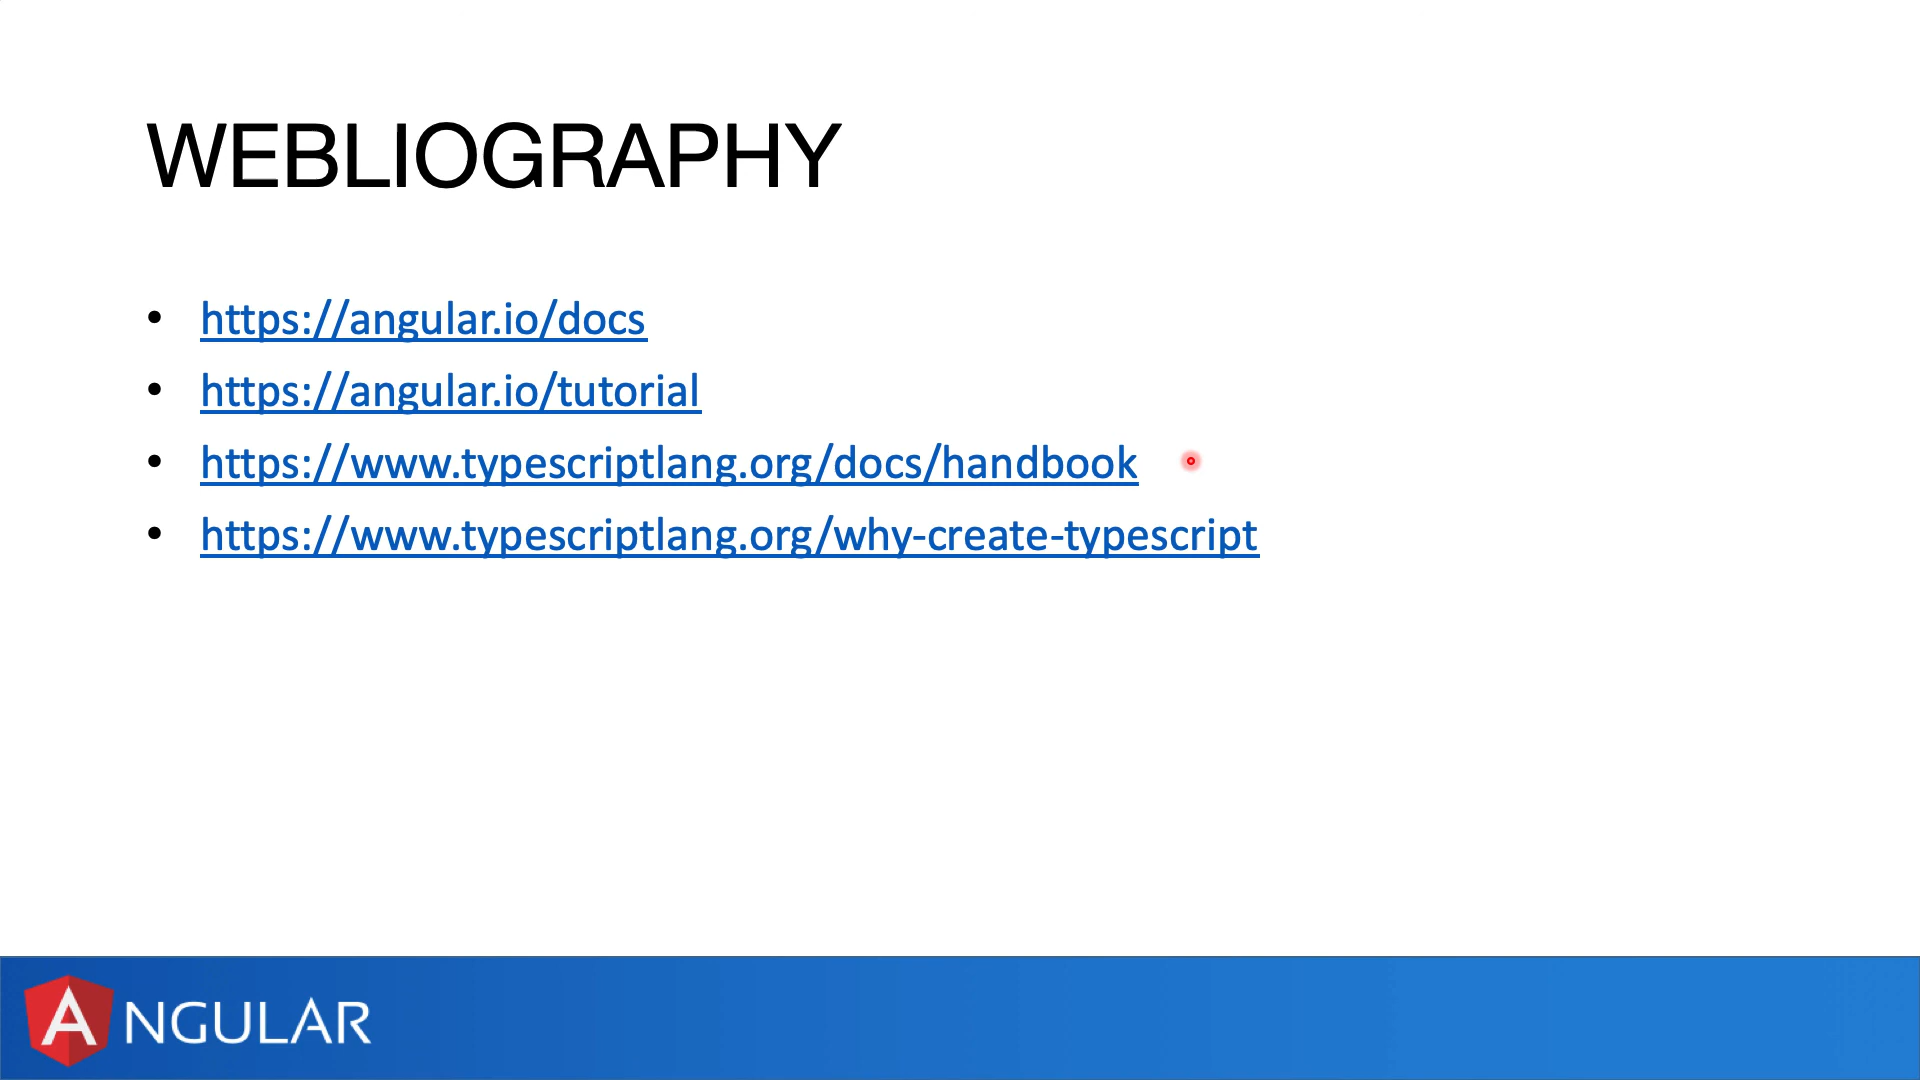 WEBLIOGRAPHY
• https://angular.io/docs
• https://angular.io/tutorial
• https://www.typescriptlang.org/docs/handbook
• https://www.typescriptlang.org/why-create-typescript
ANGULAR